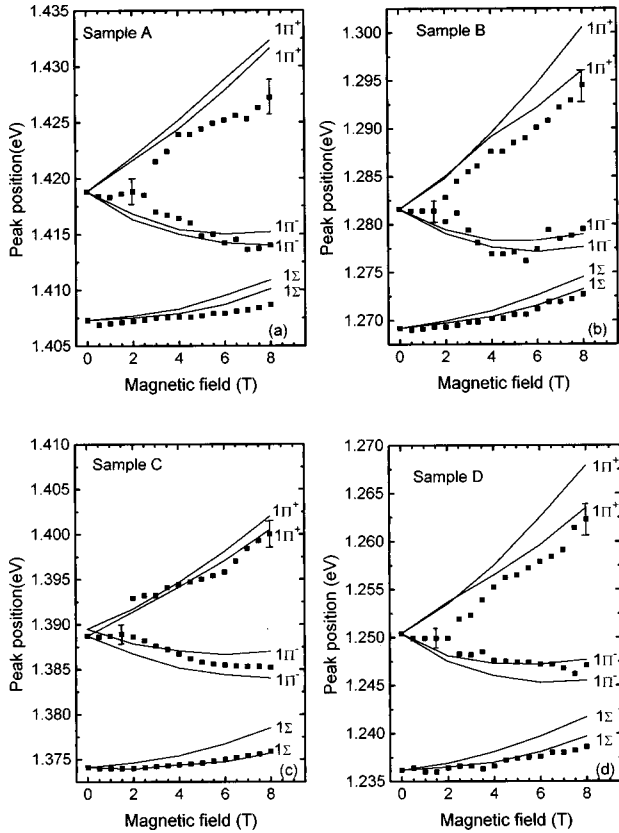 Sample A
1.435
1.430
1.425
1.420
1.415
1.410
1.405
Peak position(eV)
1Π⁺
1Π⁺
1Π⁻
1Π⁻
1Σ
1Σ
(a)
0 2 4 6 8
Magnetic field (T)
Sample B
1.300
1.295
1.290
1.285
1.280
1.275
1.270
Peak position(eV)
1Π⁺
1Π⁺
1Π⁻
1Π⁻
1Σ
1Σ
(b)
0 2 4 6 8
Magnetic field (T)
Sample C
1.410
1.405
1.400
1.395
1.390
1.385
1.380
1.375
Peak position(eV)
1Π⁺
1Π⁺
1Π⁻
1Π⁻
1Σ
1Σ
(c)
0 2 4 6 8
Magnetic field (T)
Sample D
1.270
1.265
1.260
1.255
1.250
1.245
1.240
1.235
Peak position (eV)
1Π⁺
1Π⁺
1Π⁻
1Π⁻
1Σ
1Σ
(d)
0 2 4 6 8
Magnetic field (T)